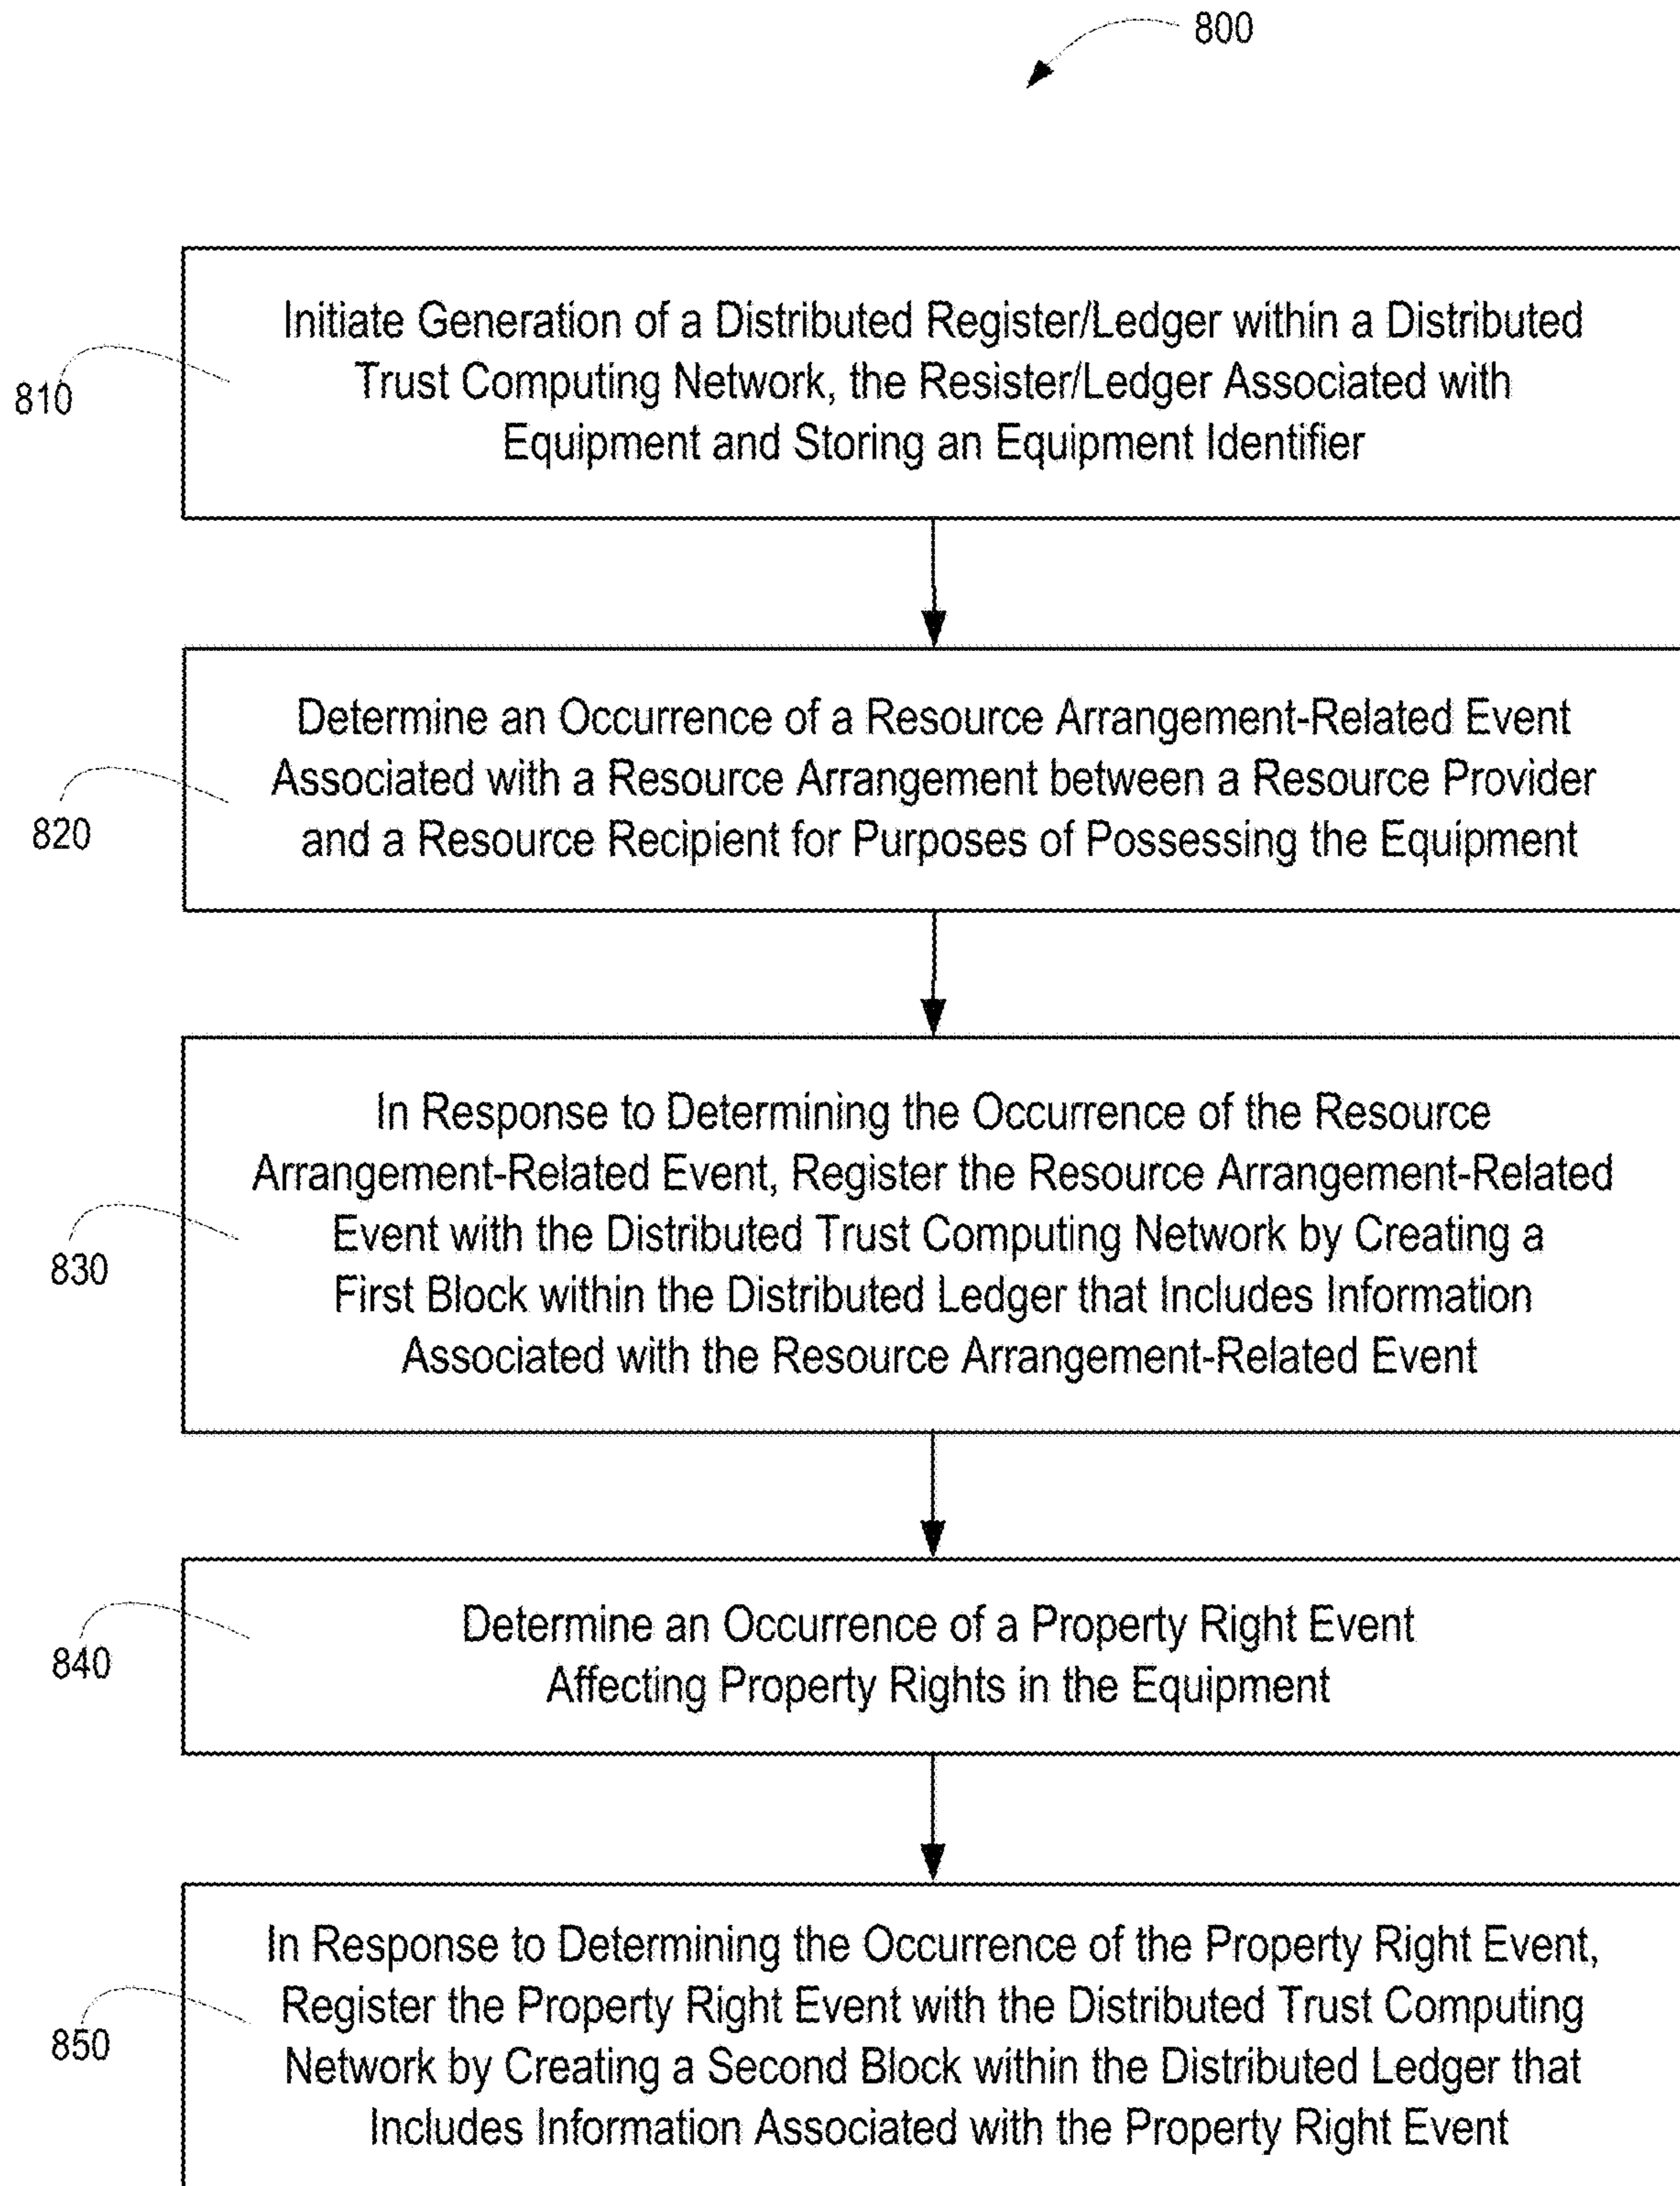 800
Initiate Generation of a Distributed Register/Ledger within a Distributed
Trust Computing Network, the Resister/Ledger Associated with
Equipment and Storing an Equipment Identifier
810
Determine an Occurrence of a Resource Arrangement-Related Event
Associated with a Resource Arrangement between a Resource Provider
and a Resource Recipient for Purposes of Possessing the Equipment
820
In Response to Determining the Occurrence of the Resource
Arrangement-Related Event, Register the Resource Arrangement-Related
Event with the Distributed Trust Computing Network by Creating a
First Block within the Distributed Ledger that Includes Information
Associated with the Resource Arrangement-Related Event
830
Determine an Occurrence of a Property Right Event
Affecting Property Rights in the Equipment
840
In Response to Determining the Occurrence of the Property Right Event,
Register the Property Right Event with the Distributed Trust Computing
Network by Creating a Second Block within the Distributed Ledger that
Includes Information Associated with the Property Right Event
850